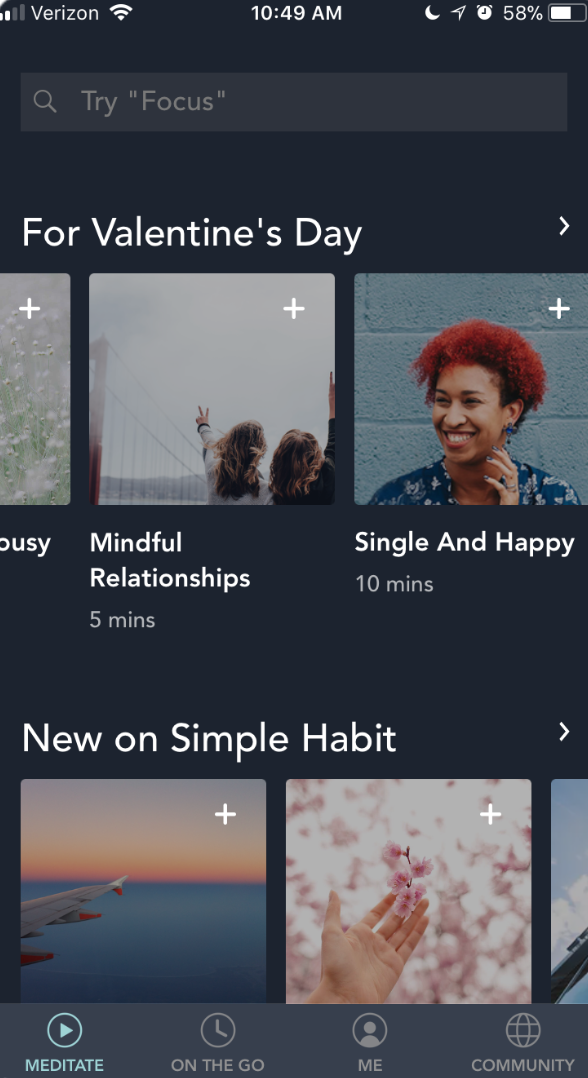 Verizon 10:49 AM 58%
Try "Focus"
For Valentine's Day
ousy
Mindful
Relationships
5 mins
Single And Happy
10 mins
New on Simple Habit
MEDITATE ON THE GO ME COMMUNITY